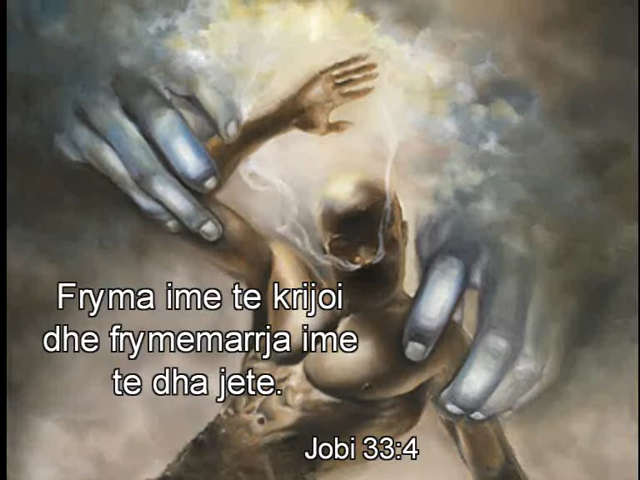 Fryma ime te krijoi
dhe frymemarrja ime
te dha jete.
Jobi 33:4